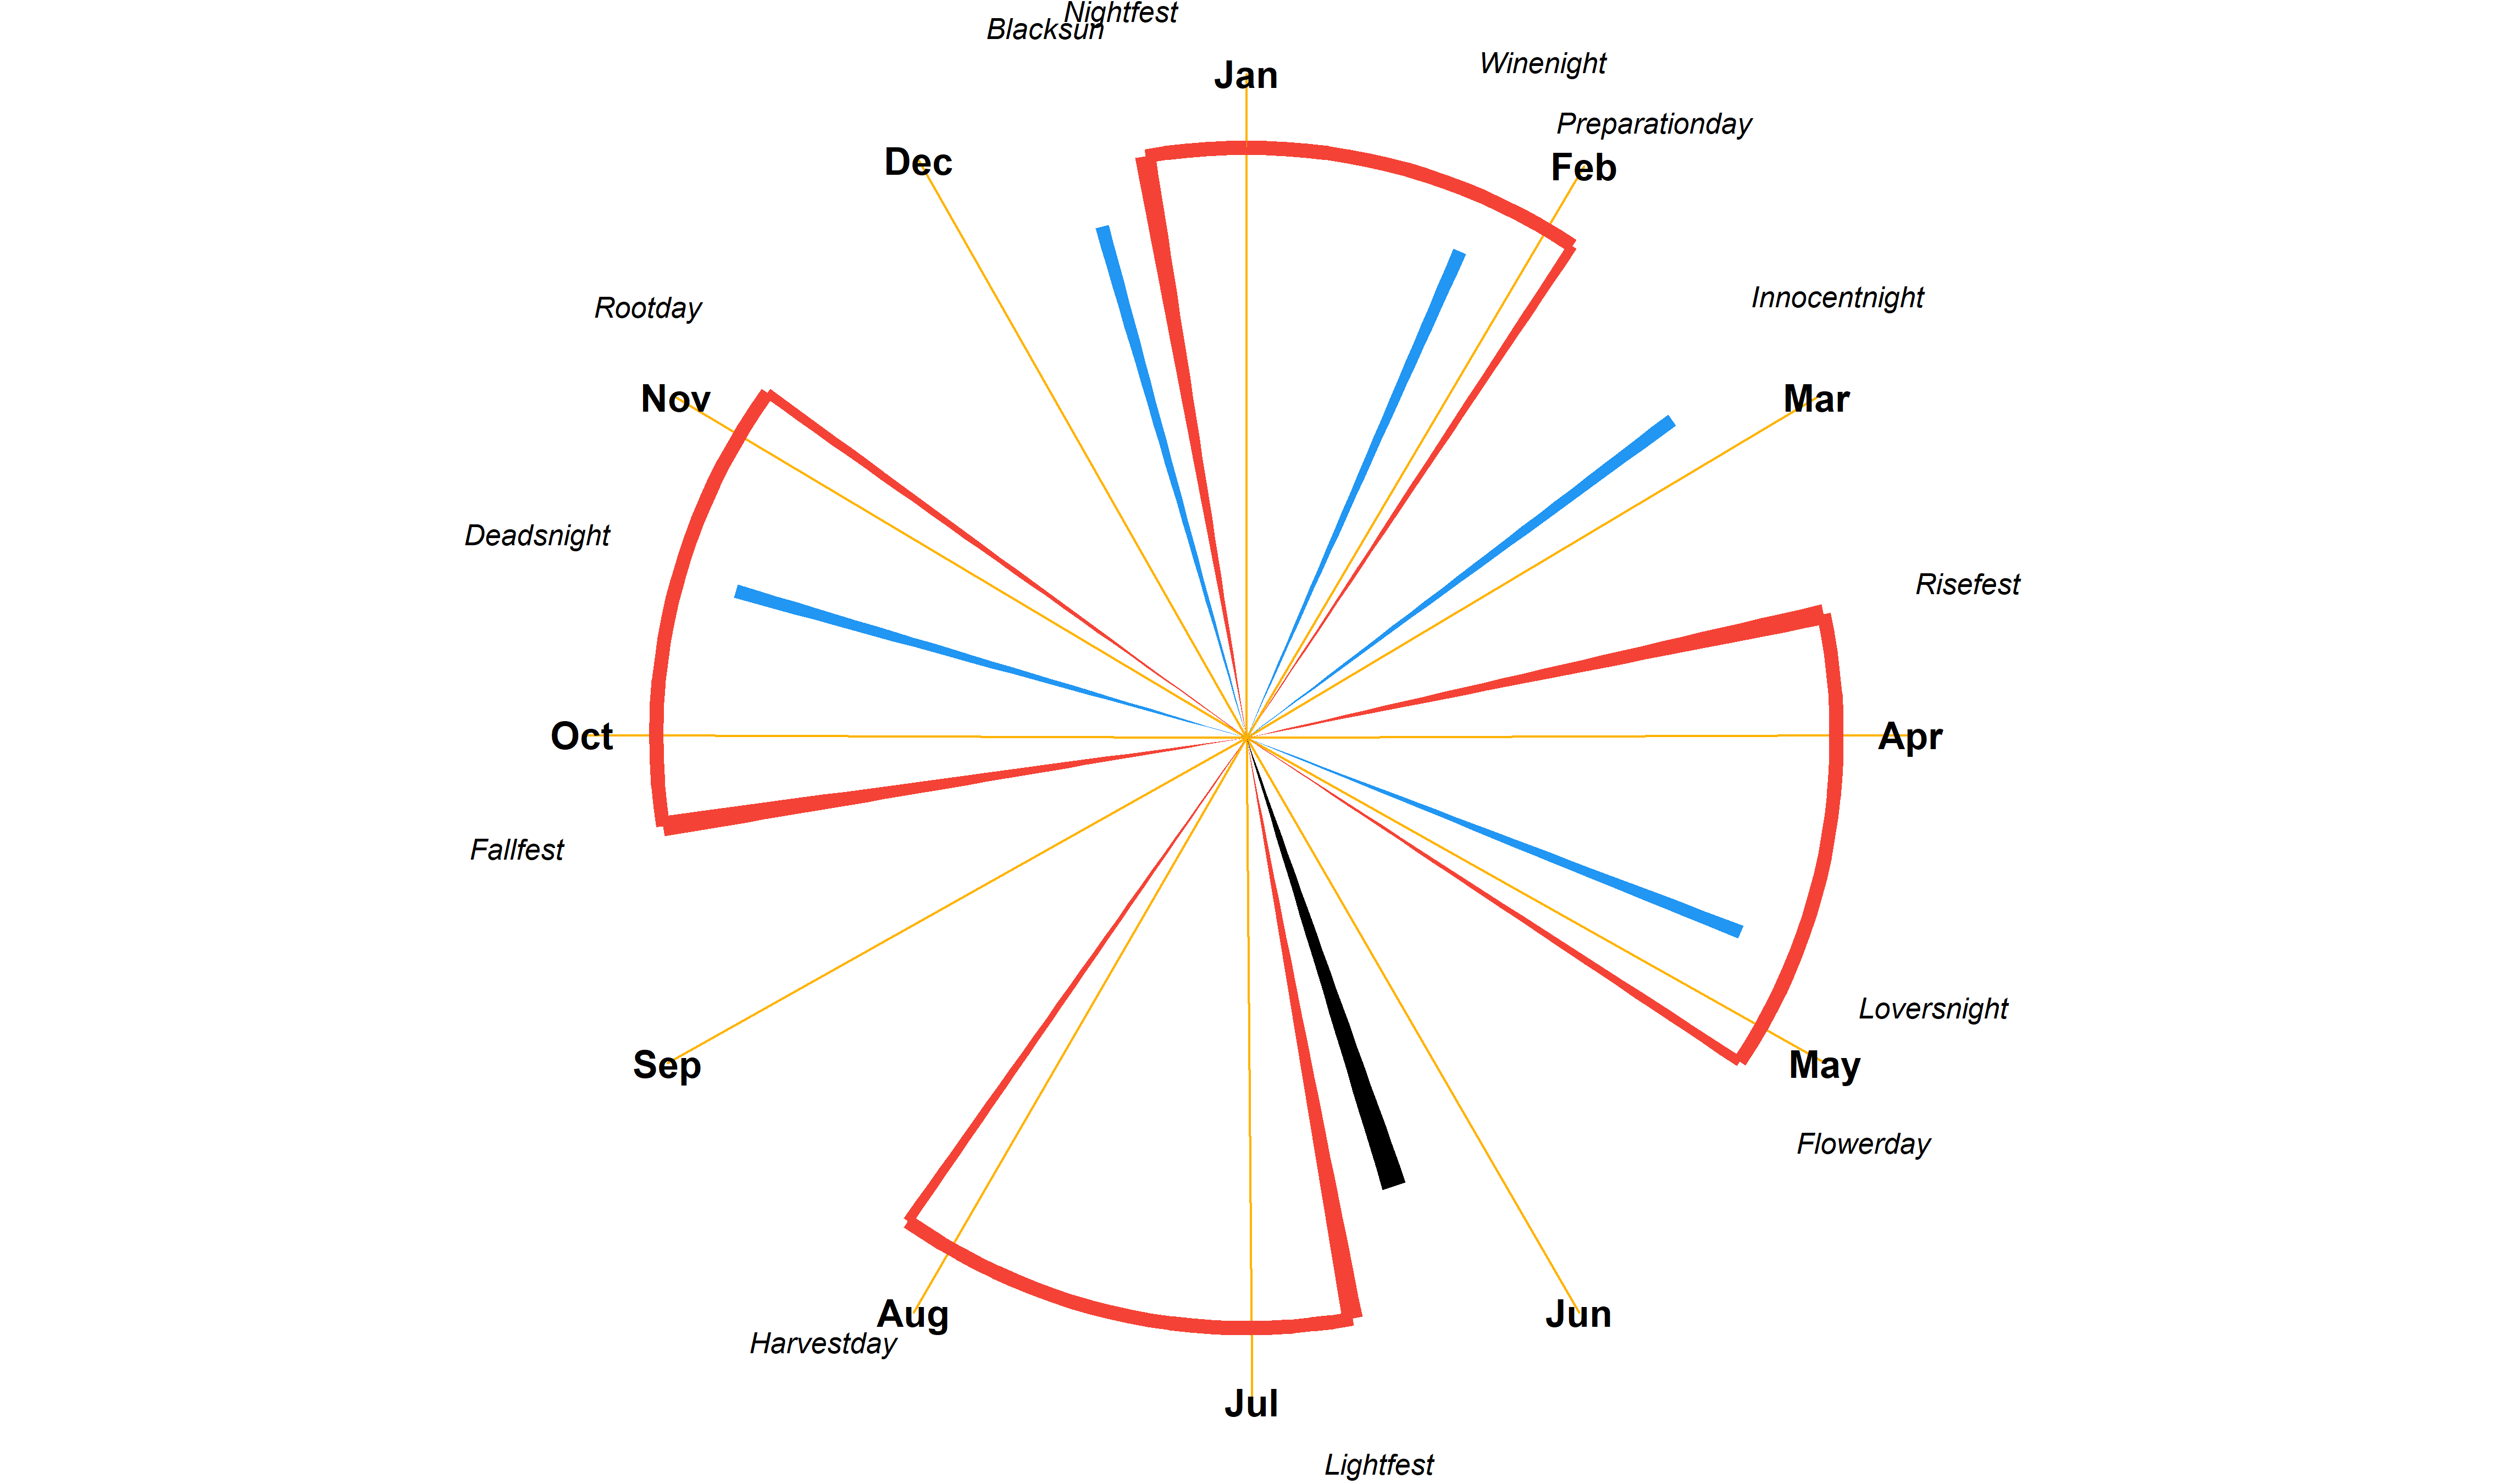 Nightfest
Blacksun
Winenight
Jan
Preparationday
Dec
Feb
Innocentnight
Rootday
Nov
Mar
Deadsnight
Risefest
Oct
Apr
Fallfest
Loversnight
Sep
May
Flowerday
Aug
Jun
Harvestday
Jul
Lightfest